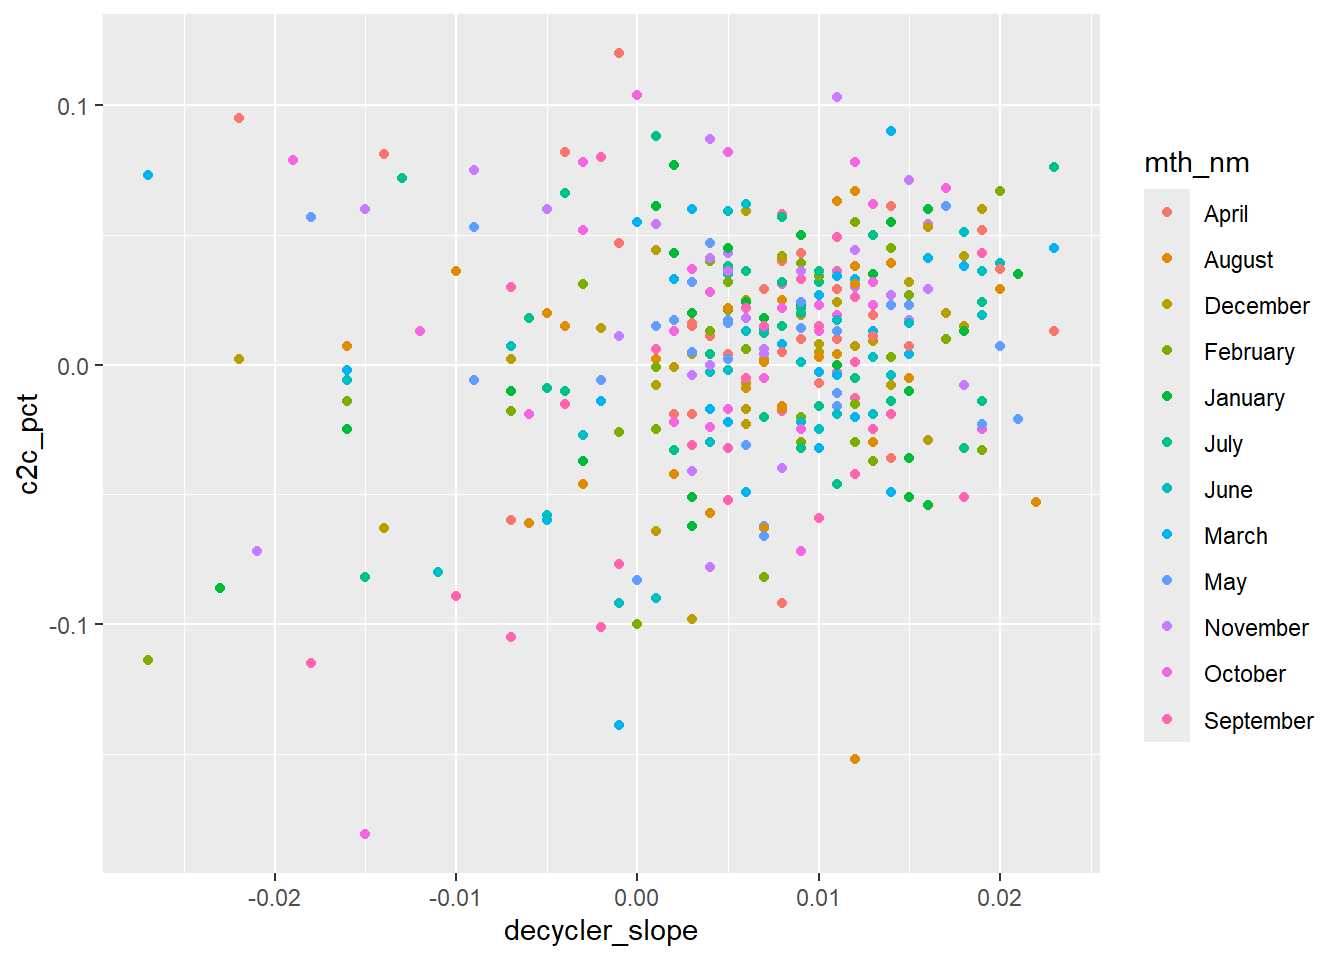 0.1
0.0
-0.1
c2c_pct
-0.02
-0.01
0.00
0.01
0.02
decycler_slope
mth_nm
April
August
December
February
January
July
June
March
May
November
October
September